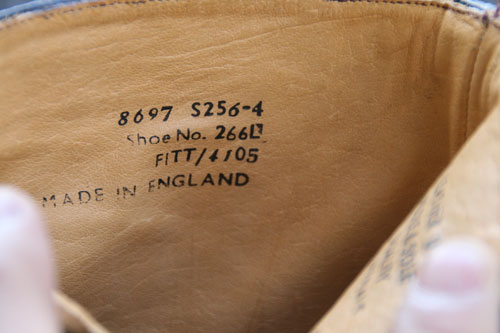 8697 S256-4
Shoe No. 266L
FITT/4105
MADE IN ENGLAND